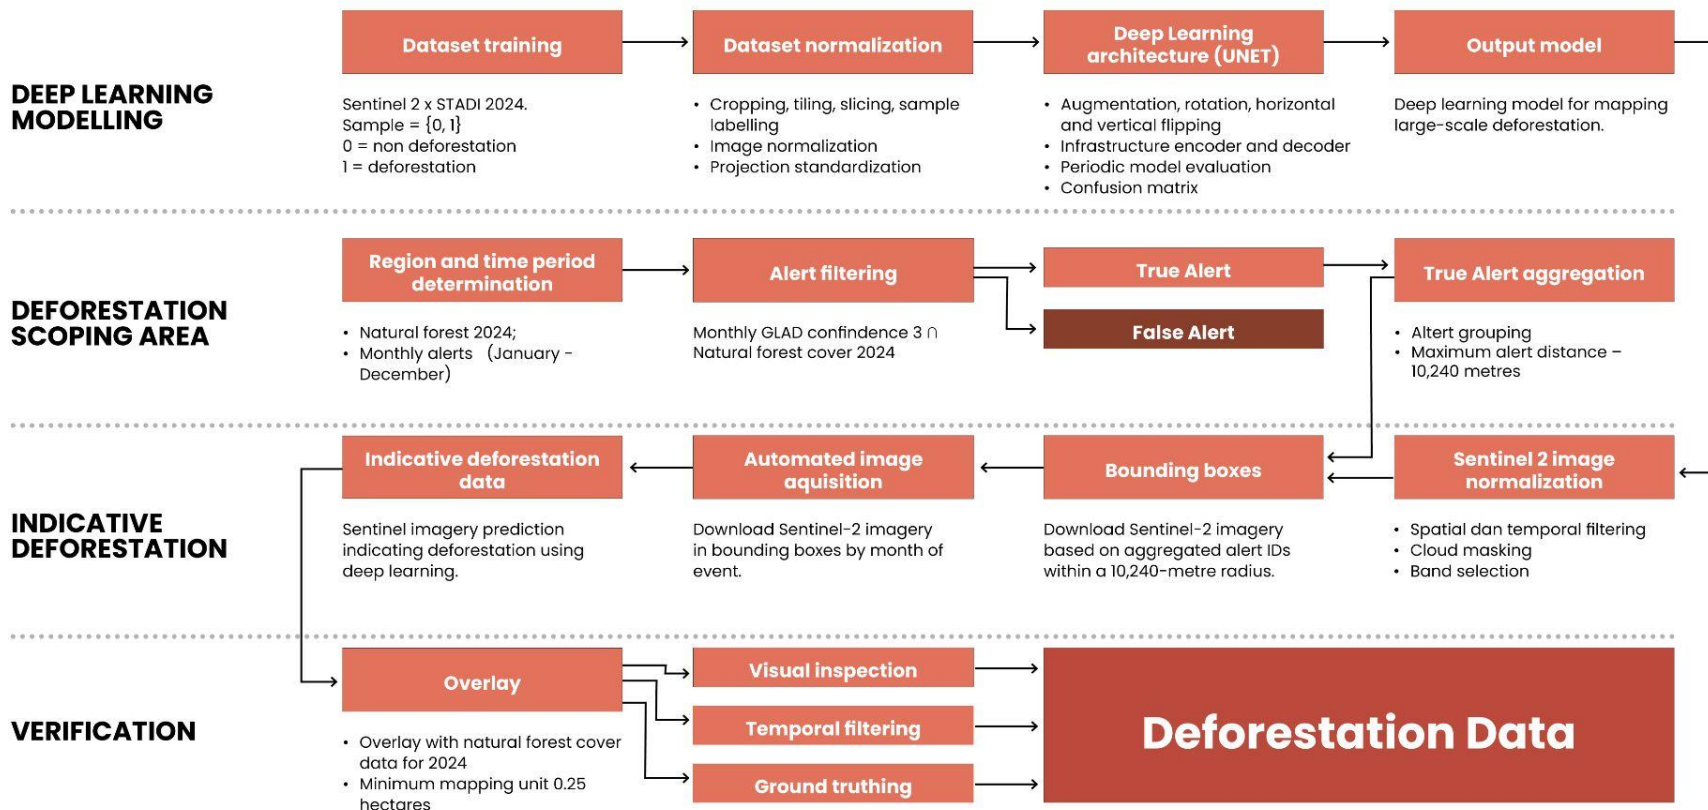 DEEP LEARNING
MODELLING
Dataset training
Sentinel 2 x STADI 2024.
Sample = {0, 1}
0 = non deforestation
1 = deforestation
Dataset normalization
• Cropping, tiling, slicing, sample
labelling
• Image normalization
• Projection standardization
Deep Learning
architecture (UNET)
• Augmentation, rotation, horizontal
and vertical flipping
• Infrastructure encoder and decoder
• Periodic model evaluation
• Confusion matrix
Output model
Deep learning model for mapping
large-scale deforestation.
DEFORESTATION
SCOPING AREA
Region and time period
determination
• Natural forest 2024;
• Monthly alerts (January -
December)
Alert filtering
Monthly GLAD confindence 3 ∩
Natural forest cover 2024
True Alert
False Alert
True Alert aggregation
• Altert grouping
• Maximum alert distance –
10,240 metres
INDICATIVE
DEFORESTATION
Indicative deforestation
data
Sentinel imagery prediction
indicating deforestation using
deep learning.
Automated image
aquisition
Download Sentinel-2 imagery
in bounding boxes by month of
event.
Bounding boxes
Download Sentinel-2 imagery
based on aggregated alert IDs
within a 10,240-metre radius.
Sentinel 2 image
normalization
• Spatial dan temporal filtering
• Cloud masking
• Band selection
VERIFICATION
Overlay
• Overlay with natural forest cover
data for 2024
• Minimum mapping unit 0.25
hectares
Visual inspection
Temporal filtering
Ground truthing
Deforestation Data